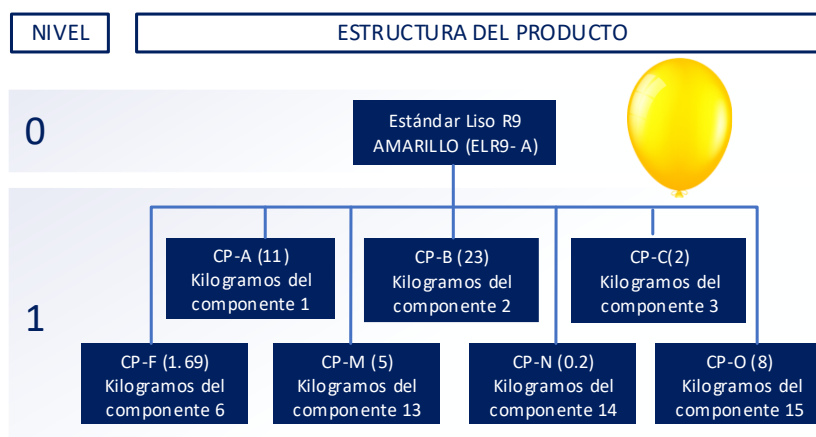 NIVEL
ESTRUCTURA DEL PRODUCTO
0
Estándar Liso R9
AMARILLO (ELR9- A)
1
CP-A (11)
Kilogramos del
componente 1
CP-B (23)
Kilogramos del
componente 2
CP-C(2)
Kilogramos del
componente 3
CP-F (1.69)
Kilogramos del
componente 6
CP-M (5)
Kilogramos del
componente 13
CP-N (0.2)
Kilogramos del
componente 14
CP-O (8)
Kilogramos del
componente 15